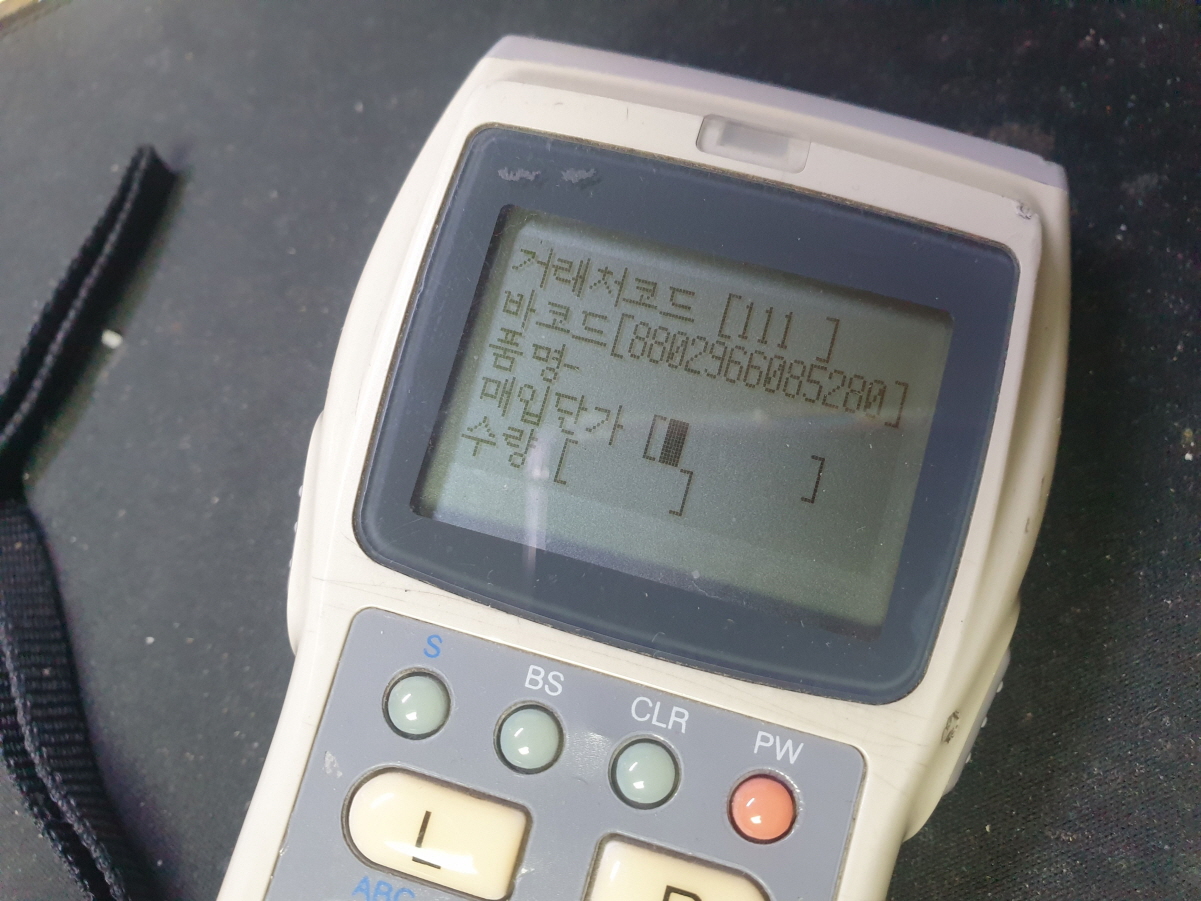 거래처코드 [111 ]
바코드[8802966085280]
품 명-
매입단가 [ ]
수량 [ ]
S
BS
CLR
PW
L
ABC